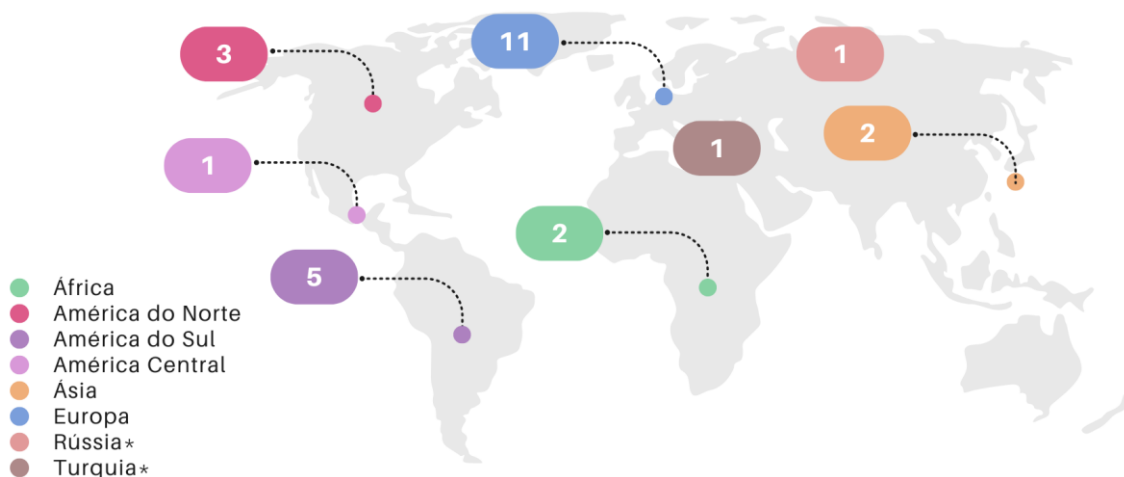 3
11
1
1
2
1
2
5
África
América do Norte
América do Sul
América Central
Ásia
Europa
Rússia*
Turquia*